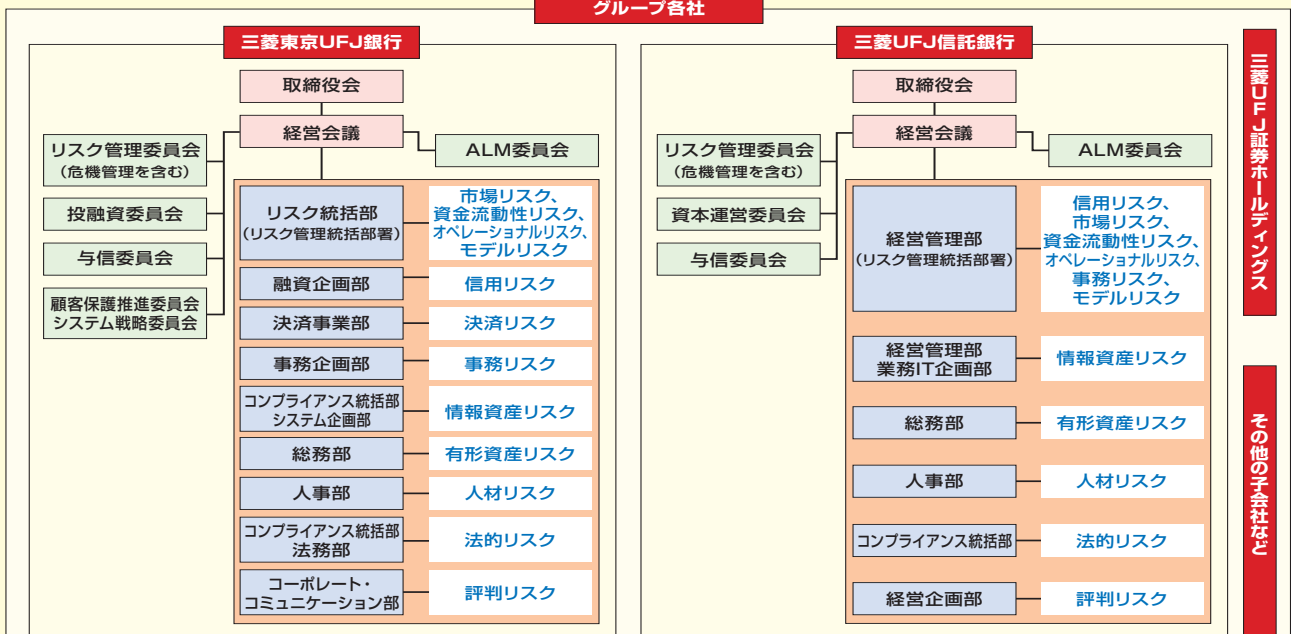 グループ各社
三菱東京UFJ銀行
取締役会
経営会議
リスク管理委員会
(危機管理を含む)
ALM委員会
投融資委員会
与信委員会
顧客保護推進委員会
システム戦略委員会
リスク統括部
(リスク管理統括部署)
市場リスク、
資金流動性リスク、
オペレーショナルリスク、
モデルリスク
融資企画部
信用リスク
決済事業部
決済リスク
事務企画部
事務リスク
コンプライアンス統括部
システム企画部
情報資産リスク
総務部
有形資産リスク
人事部
人材リスク
コンプライアンス統括部
法務部
法的リスク
コーポレート・
コミュニケーション部
評判リスク
三菱UFJ信託銀行
取締役会
経営会議
リスク管理委員会
(危機管理を含む)
ALM委員会
資本運営委員会
与信委員会
経営管理部
(リスク管理統括部署)
信用リスク、
市場リスク、
資金流動性リスク、
オペレーショナルリスク、
事務リスク、
モデルリスク
経営管理部
業務IT企画部
情報資産リスク
総務部
有形資産リスク
人事部
人材リスク
コンプライアンス統括部
法的リスク
経営企画部
評判リスク
三菱UFJ証券ホールディングス
その他の子会社など